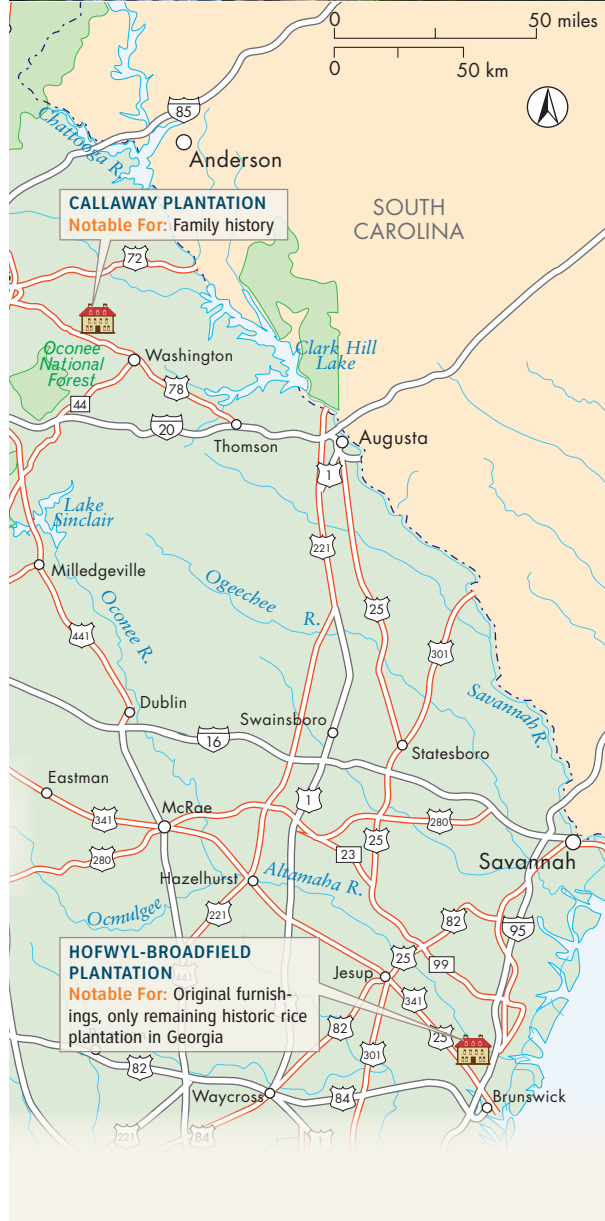 0 50 miles
0 50 km
85
Chattooga R.
Anderson
CALLAWAY PLANTATION
Notable For: Family history
SOUTH
CAROLINA
72
Oconee
National
Forest
Washington
Clark Hill
Lake
78
44
20
Thomson
Augusta
1
Lake
Sinclair
221
Milledgeville
Ogeechee
R.
25
Oconee R.
441
301
Savannah R.
Dublin
Swainsboro
16
Statesboro
Eastman
1
McRae
341
280
25
280
23
Savannah
Hazelhurst
Altamaha R.
Ocmulgee
221
82
95
HOFWYL-BROADFIELD
PLANTATION
Notable For: Original furnish-
ings, only remaining historic rice
plantation in Georgia
25
99
Jesup
441
341
82
25
301
82
Waycross
84
Brunswick
221
84
1